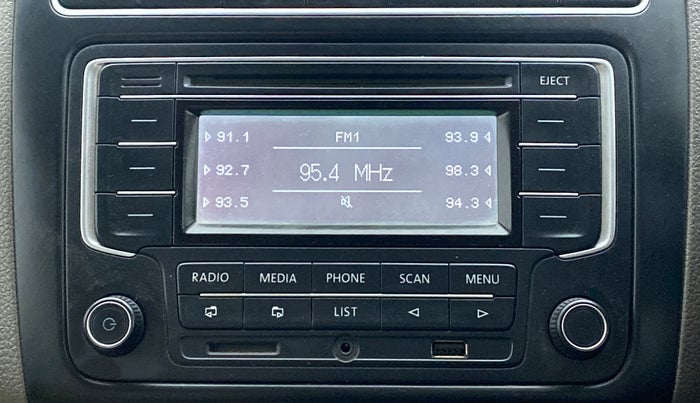 EJECT
91.1 FM1 93.9
92.7 95.4 MHz 98.3
93.5 94.3
RADIO MEDIA PHONE SCAN MENU
LIST